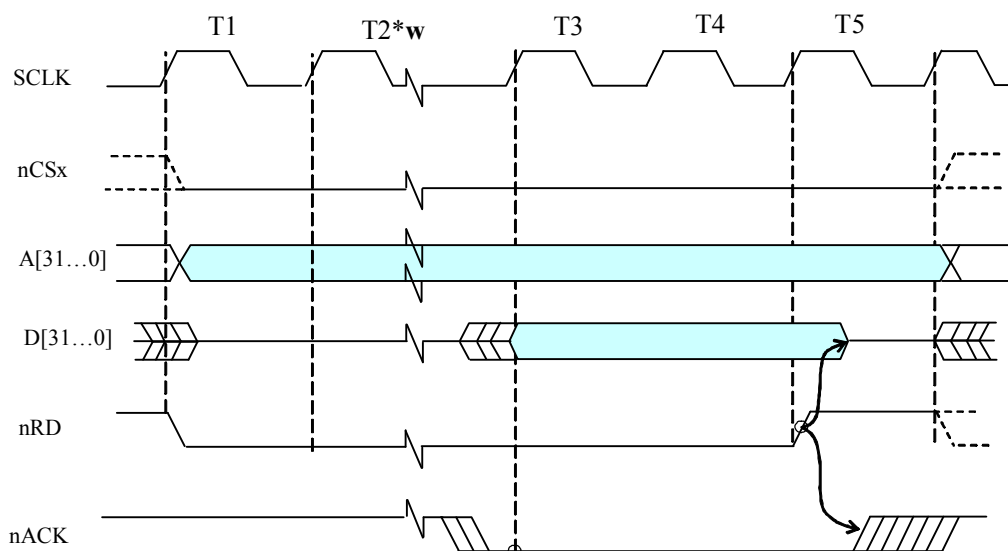 T1 T2*w T3 T4 T5
SCLK
nCSx
A[31…0]
D[31…0]
nRD
nACK